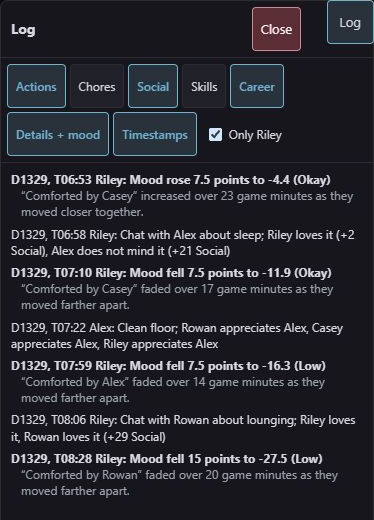 Log
Close
Log
Actions
Chores
Social
Skills
Career
Details + mood
Timestamps
Only Riley
D1329, T06:53 Riley: Mood rose 7.5 points to -4.4 (Okay)
“Comforted by Casey” increased over 23 game minutes as they
moved closer together.
D1329, T06:58 Riley: Chat with Alex about sleep; Riley loves it (+2
Social), Alex does not mind it (+21 Social)
D1329, T07:10 Riley: Mood fell 7.5 points to -11.9 (Okay)
“Comforted by Casey” faded over 17 game minutes as they
moved farther apart.
D1329, T07:22 Alex: Clean floor; Rowan appreciates Alex, Casey
appreciates Alex, Riley appreciates Alex
D1329, T07:59 Riley: Mood fell 7.5 points to -16.3 (Low)
“Comforted by Alex” faded over 14 game minutes as they
moved farther apart.
D1329, T08:06 Riley: Chat with Rowan about lounging; Riley loves
it, Rowan loves it (+29 Social)
D1329, T08:28 Riley: Mood fell 15 points to -27.5 (Low)
“Comforted by Rowan” faded over 20 game minutes as they
moved farther apart.